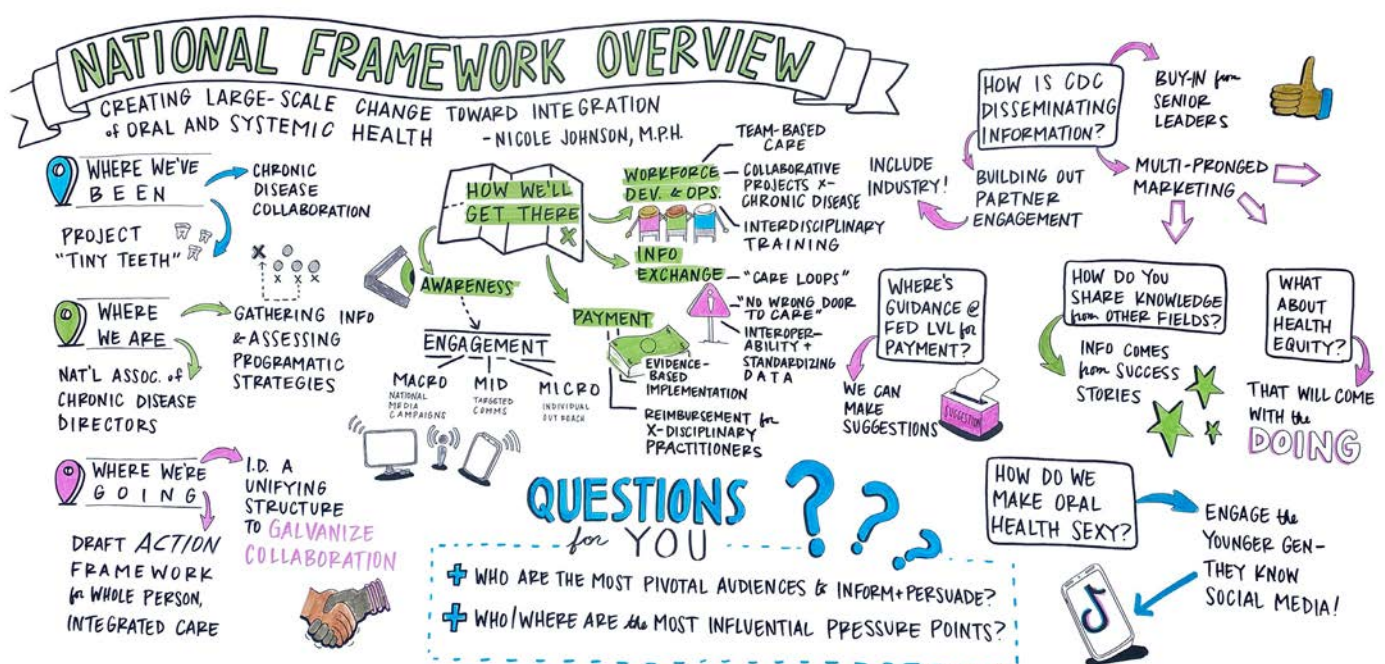 NATIONAL FRAMEWORK OVERVIEW
CREATING LARGE-SCALE CHANGE TOWARD INTEGRATION
of ORAL AND SYSTEMIC HEALTH
-NICOLE JOHNSON, M.P.H.
WHERE WE'VE
BEEN
CHRONIC
DISEASE
COLLABORATION
PROJECT
"TINY TEETH"
WHERE
WE ARE
GATHERING INFO
& ASSESSING
PROGRAMATIC
STRATEGIES
NAT'L ASSOC. of
CHRONIC DISEASE
DIRECTORS
WHERE WE'RE
GOING
I.D. A
UNIFYING
STRUCTURE
TO GALVANIZE
COLLABORATION
DRAFT ACTION
FRAMEWORK
for WHOLE PERSON,
INTEGRATED CARE
HOW WE'LL
GET THERE
AWARENESS
ENGAGEMENT
MACRO
NATIONAL
MEDIA
CAMPAIGNS
MID
TARGETED
COMMS
MICRO
INDIVIDUAL
OUT REACH
PAYMENT
EVIDENCE-
BASED
IMPLEMENTATION
REIMBURSEMENT for
X-DISCIPLINARY
PRACTITIONERS
WORKFORCE
DEV. & OPS.
TEAM-BASED
CARE
COLLABORATIVE
PROJECTS X-
CHRONIC DISEASE
INTERDISCIPLINARY
TRAINING
INFO
EXCHANGE
"CARE LOOPS"
"NO WRONG DOOR
TO CARE"
INTEROPER-
ABILITY +
STANDARDIZING
DATA
HOW IS CDC
DISSEMINATING
INFORMATION?
BUY-IN from
SENIOR
LEADERS
MULTI-PRONGED
MARKETING
BUILDING OUT
PARTNER
ENGAGEMENT
INCLUDE
INDUSTRY!
WHERE'S
GUIDANCE @
FED LVL for
PAYMENT?
WE CAN
MAKE
SUGGESTIONS
SUGGESTION
HOW DO YOU
SHARE KNOWLEDGE
from OTHER FIELDS?
INFO COMES
from SUCCESS
STORIES
WHAT
ABOUT
HEALTH
EQUITY?
THAT WILL COME
WITH the
DOING
HOW DO WE
MAKE ORAL
HEALTH SEXY?
ENGAGE the
YOUNGER GEN-
THEY KNOW
SOCIAL MEDIA!
QUESTIONS
for YOU
+ WHO ARE THE MOST PIVOTAL AUDIENCES to INFORM+PERSUADE?
+ WHO/WHERE ARE the MOST INFLUENTIAL PRESSURE POINTS?